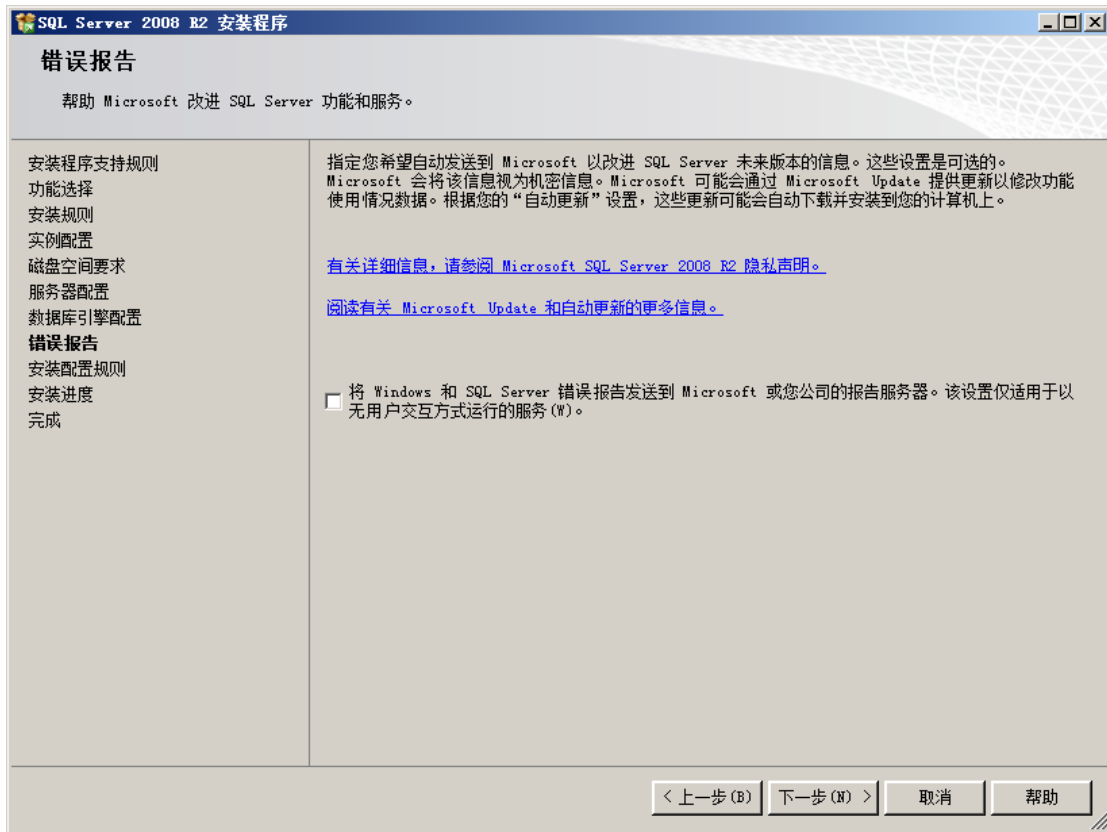 SQL Server 2008 R2 安装程序
错误报告
帮助 Microsoft 改进 SQL Server 功能和服务。
安装程序支持规则
功能选择
安装规则
实例配置
磁盘空间要求
服务器配置
数据库引擎配置
错误报告
安装配置规则
安装进度
完成
指定您希望自动发送到 Microsoft 以改进 SQL Server 未来版本的信息。这些设置是可选的。
Microsoft 会将该信息视为机密信息。Microsoft 可能会通过 Microsoft Update 提供更新以修改功能
使用情况数据。根据您的“自动更新”设置，这些更新可能会自动下载并安装到您的计算机上。
有关详细信息，请参阅 Microsoft SQL Server 2008 R2 隐私声明。
阅读有关 Microsoft Update 和自动更新的更多信息。
将 Windows 和 SQL Server 错误报告发送到 Microsoft 或您公司的报告服务器。该设置仅适用于以
无用户交互方式运行的服务(W)。
< 上一步(B)
下一步(N) >
取消
帮助